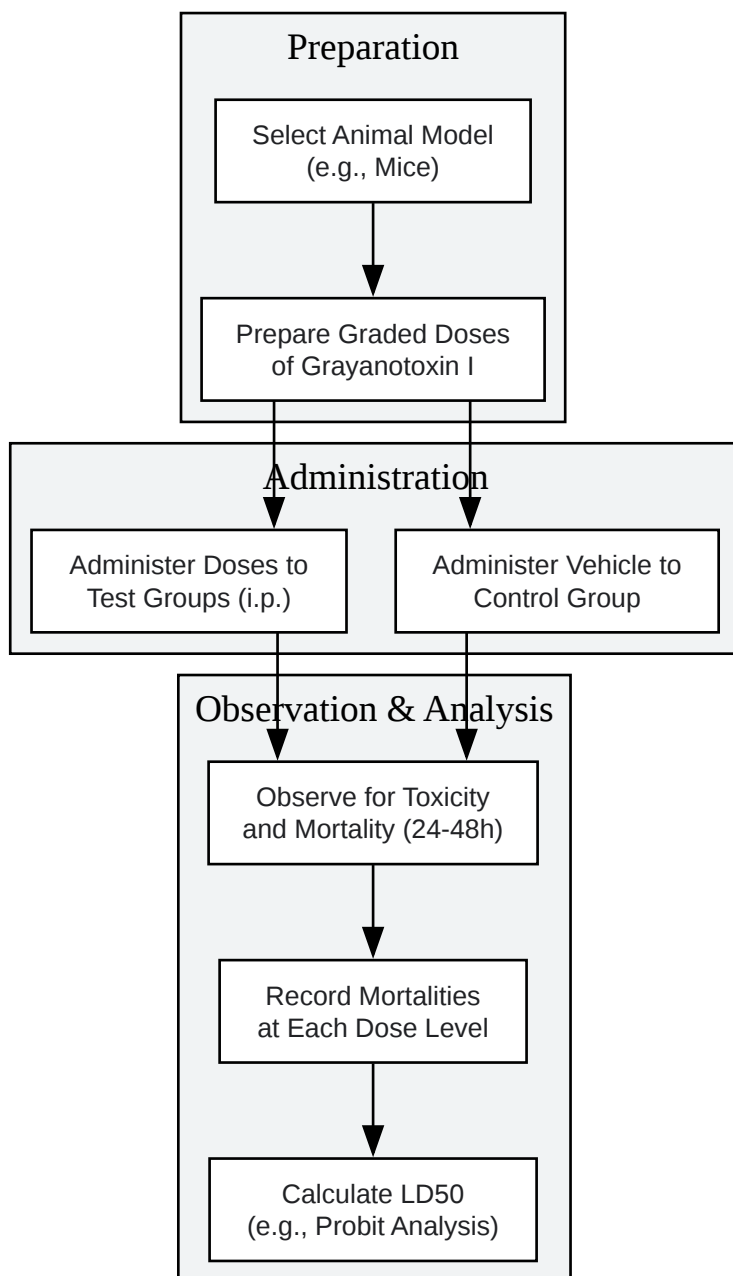 Preparation
Select Animal Model
(e.g., Mice)
Prepare Graded Doses
of Grayanotoxin I
Administration
Administer Doses to
Test Groups (i.p.)
Administer Vehicle to
Control Group
Observation & Analysis
Observe for Toxicity
and Mortality (24-48h)
Record Mortalities
at Each Dose Level
Calculate LD50
(e.g., Probit Analysis)